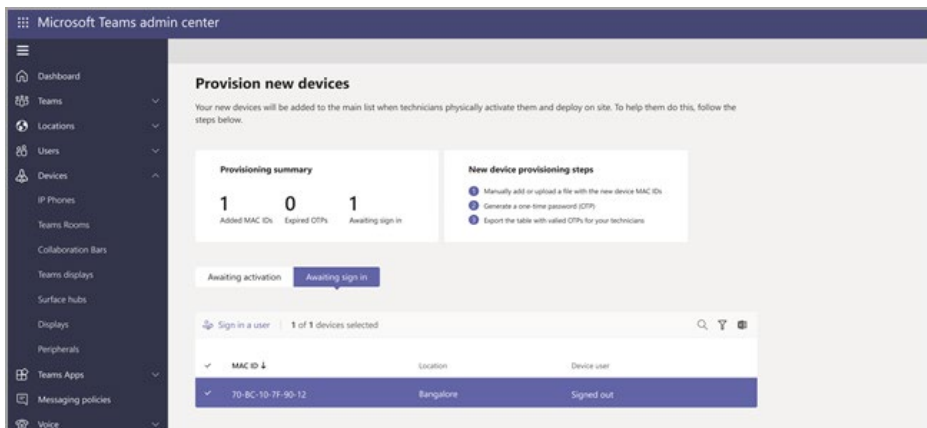 Microsoft Teams admin center
Dashboard
Teams
Locations
Users
Devices
IP Phones
Teams Rooms
Collaboration Bars
Teams displays
Surface hubs
Displays
Peripherals
Teams Apps
Messaging policies
Voice
Provision new devices
Your new devices will be added to the main list when technicians physically activate them and deploy on site. To help them do this, follow the
steps below.
Provisioning summary
1 0 1
Added MAC IDs Expired OTPs Awaiting sign in
New device provisioning steps
1 Manually add or upload a file with the new device MAC IDs
2 Generate a one-time password (OTP)
3 Export the table with valied OTPs for your technicians
Awaiting activation Awaiting sign in
Sign in a user 1 of 1 devices selected
MAC ID ↓ Location Device user
70-BC-10-7F-90-12 Bangalore Signed out